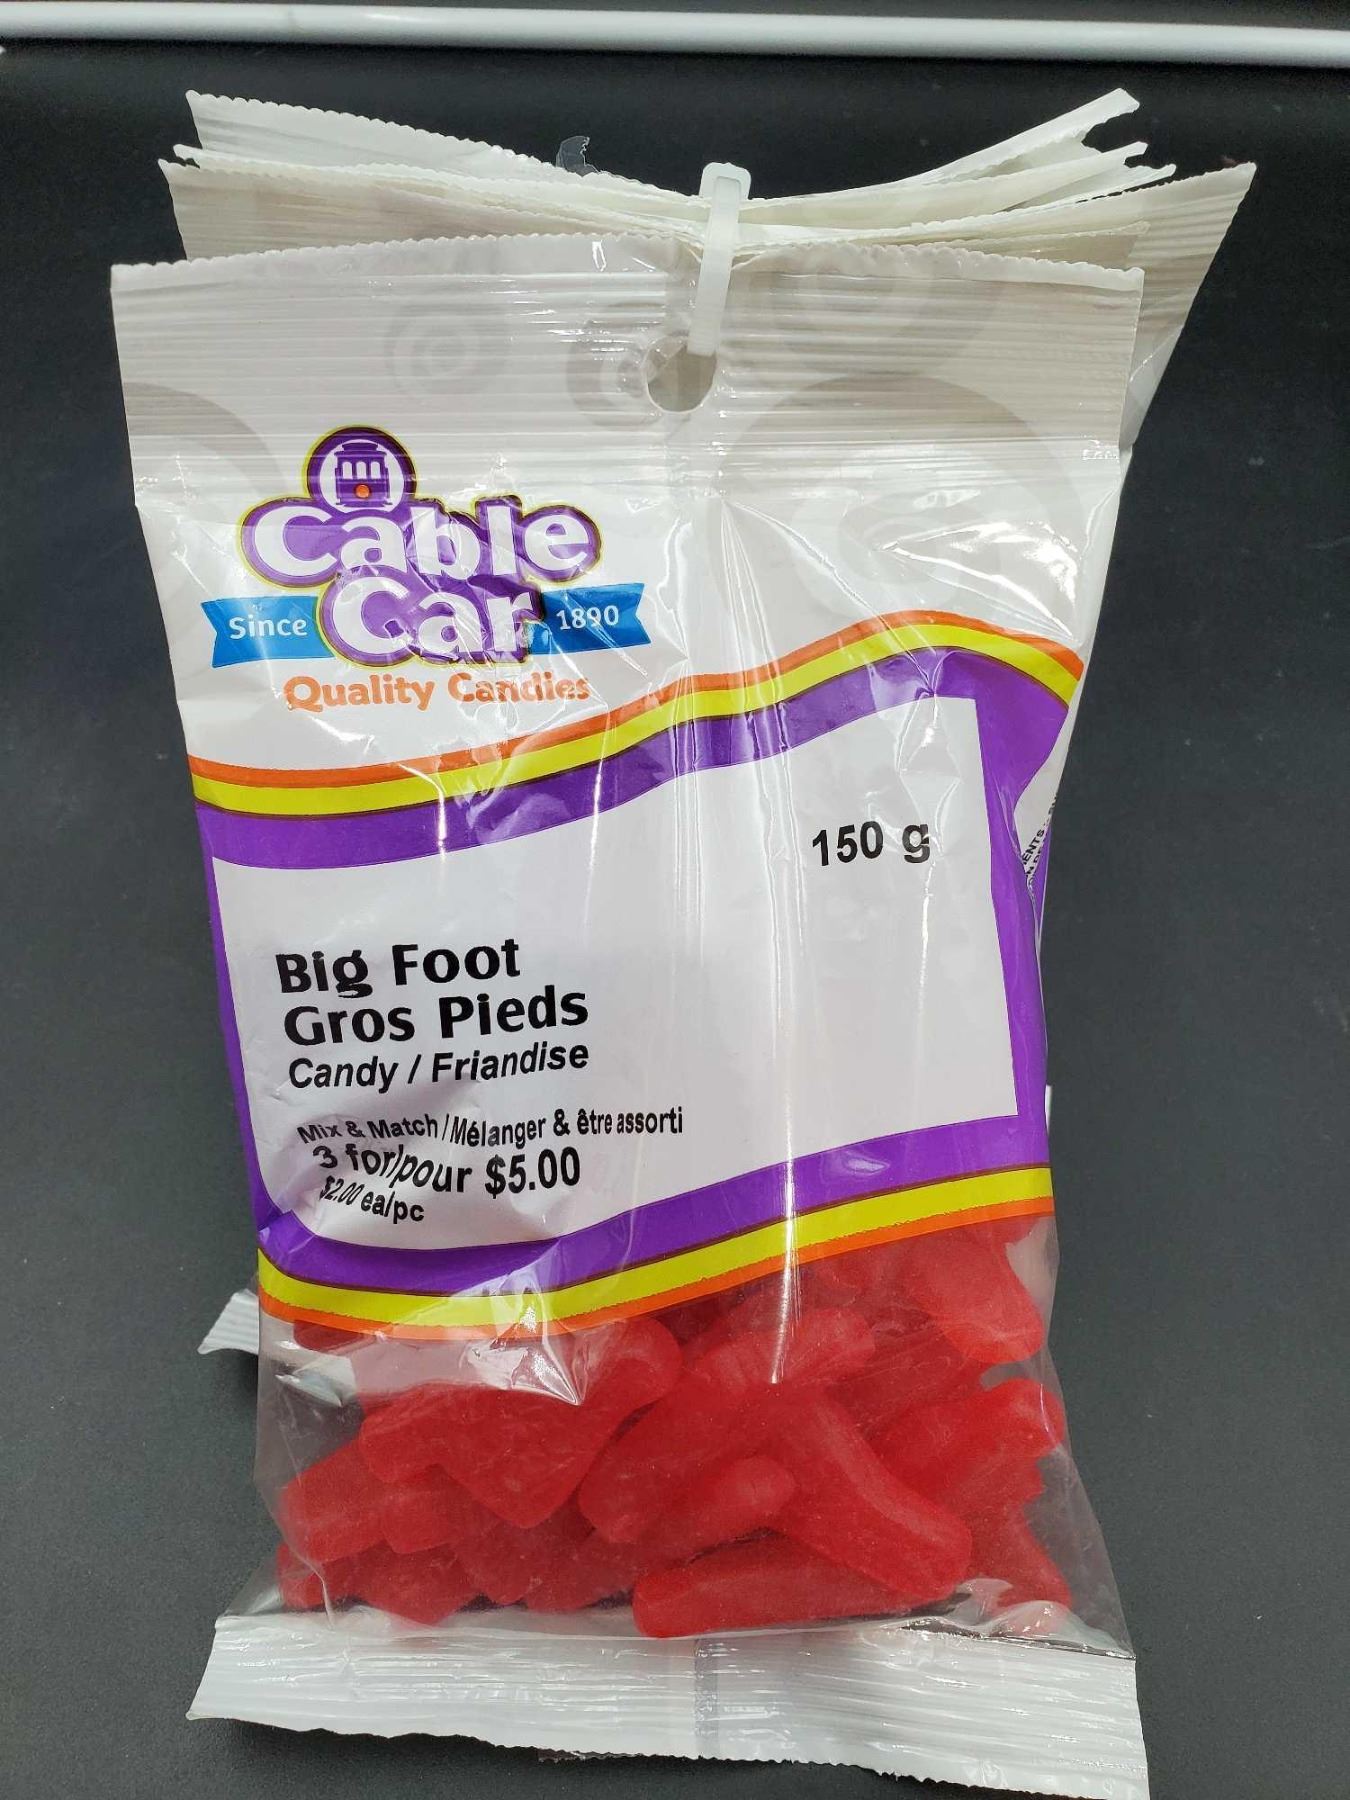 Cable
Car
Since 1890
Quality Candies
150 g
Big Foot
Gros Pieds
Candy / Friandise
Mix & Match / Mélanger & être assorti
3 for/pour $5.00
$2.00 ea/pc